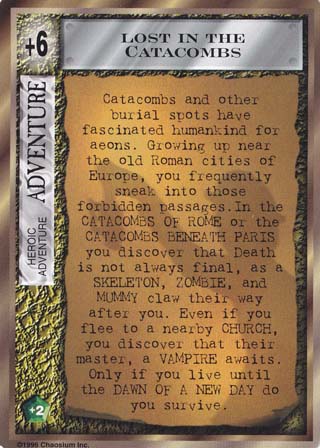 +6
LOST IN THE
CATACOMBS
HEROIC
ADVENTURE
ADVENTURE
Catacombs and other
burial spots have
fascinated humankind for
aeons. Growing up near
the old Roman cities of
Europe, you frequently
sneak into those
forbidden passages..In the
CATACOMBS OF ROME or the
CATACOMBS BENEATH PARIS
you discover that Death
is not always final, as a
SKELETON, ZOMBIE, and
MUMMY claw their way
after you. Even if you
flee to a nearby CHURCH,
you discover that their
master, a VAMPIRE awaits.
Only if you live until
the DAWN OF A NEW DAY do
you survive.
+2
©1996 Chaosium Inc.